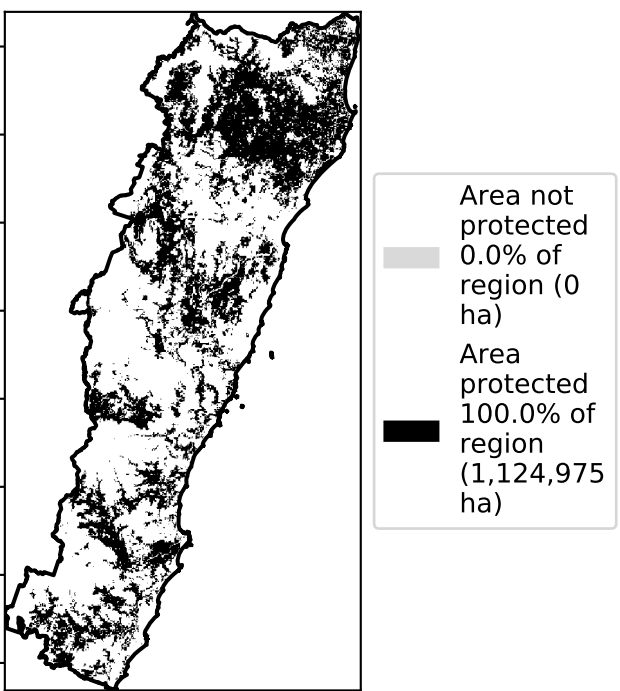 Area not
protected
0.0% of
region (0
ha)
Area
protected
100.0% of
region
(1,124,975
ha)